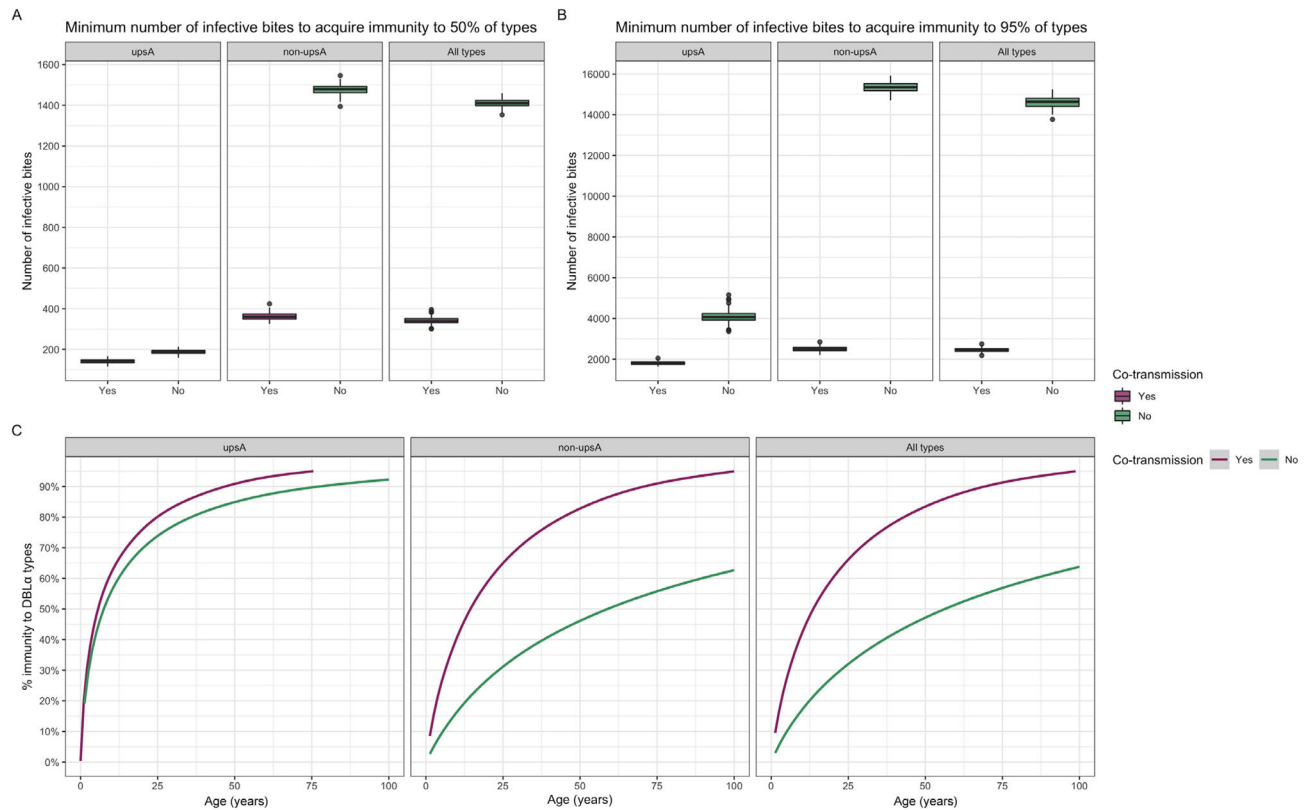 A
Minimum number of infective bites to acquire immunity to 50% of types
upsA
non-upsA
All types
Number of infective bites
1600
1400
1200
1000
800
600
400
200
Yes
No
Yes
No
Yes
No
B
Minimum number of infective bites to acquire immunity to 95% of types
upsA
non-upsA
All types
Number of infective bites
16000
14000
12000
10000
8000
6000
4000
2000
Yes
No
Yes
No
Yes
No
Co-transmission
Yes
No
C
upsA
non-upsA
All types
% immunity to DBLα types
90%
80%
70%
60%
50%
40%
30%
20%
10%
0%
0 25 50 75 100
0 25 50 75 100
0 25 50 75 100
Age (years)
Age (years)
Age (years)
Co-transmission Yes No